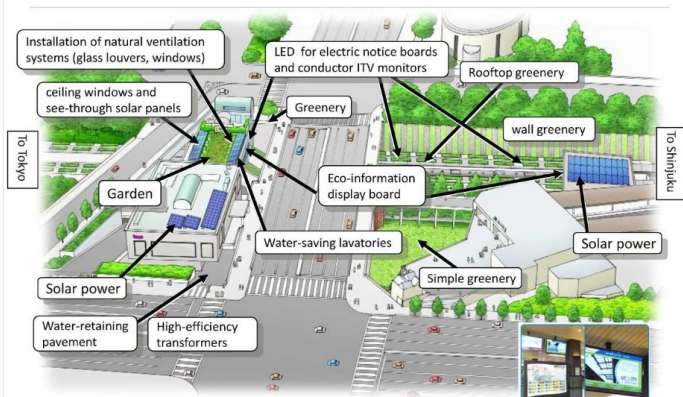 Installation of natural ventilation
systems (glass louvers, windows)
LED for electric notice boards
and conductor ITV monitors
Rooftop greenery
ceiling windows and
see-through solar panels
Greenery
wall greenery
To Tokyo
To Shinjuku
Garden
Eco-information
display board
Water-saving lavatories
Solar power
Solar power
Simple greenery
Water-retaining
pavement
High-efficiency
transformers